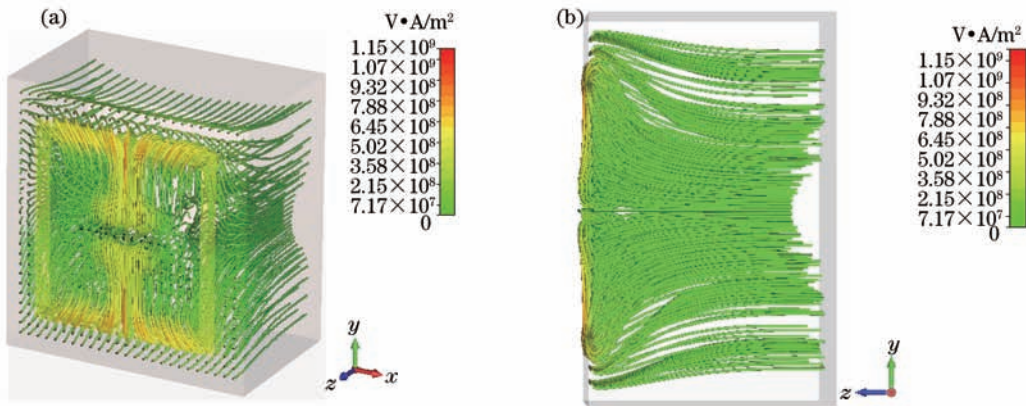 (a)
V•A/m²
1.15×10⁹
1.07×10⁹
9.32×10⁸
7.88×10⁸
6.45×10⁸
5.02×10⁸
3.58×10⁸
2.15×10⁸
7.17×10⁷
0
y
z
x
(b)
V•A/m²
1.15×10⁹
1.07×10⁹
9.32×10⁸
7.88×10⁸
6.45×10⁸
5.02×10⁸
3.58×10⁸
2.15×10⁸
7.17×10⁷
0
y
z